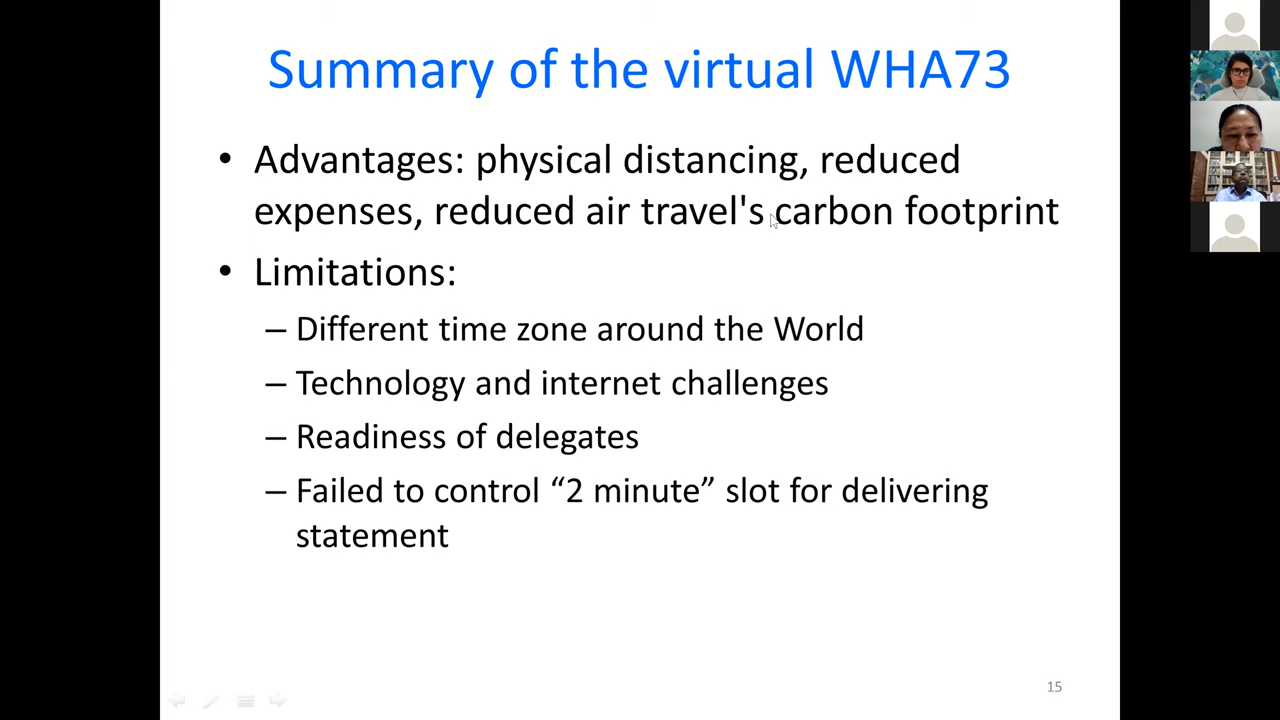 Summary of the virtual WHA73
• Advantages: physical distancing, reduced
expenses, reduced air travel's carbon footprint
• Limitations:
– Different time zone around the World
– Technology and internet challenges
– Readiness of delegates
– Failed to control “2 minute” slot for delivering
statement
15